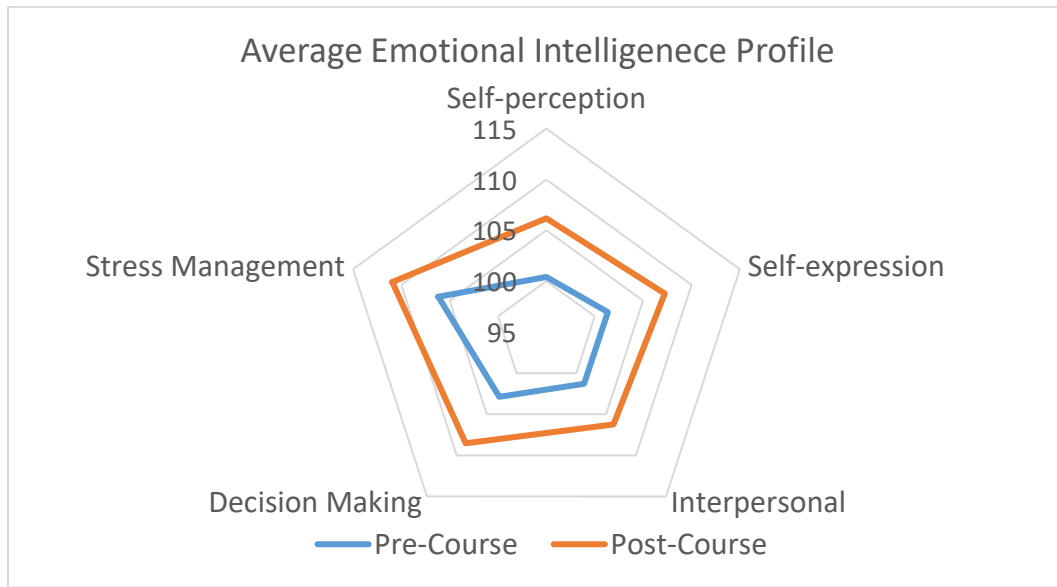 Average Emotional Intelligenece Profile
Self-perception
115
110
105
100
95
Self-expression
Stress Management
Decision Making
Interpersonal
Pre-Course
Post-Course